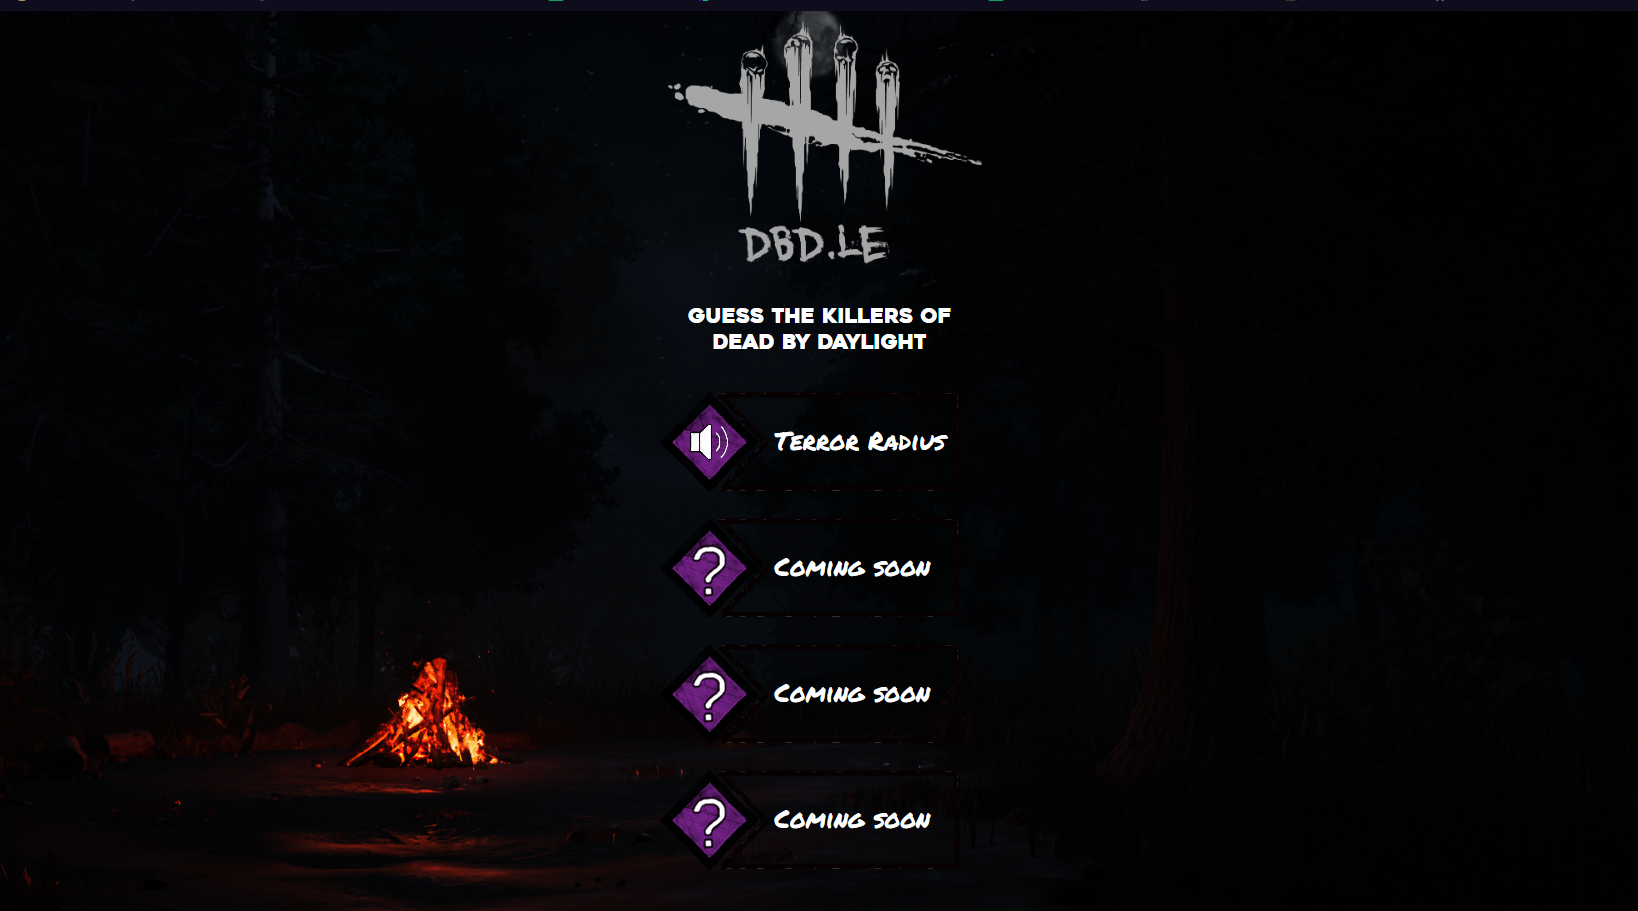 DBD.LE
GUESS THE KILLERS OF
DEAD BY DAYLIGHT
Terror Radius
Coming soon
Coming soon
Coming soon